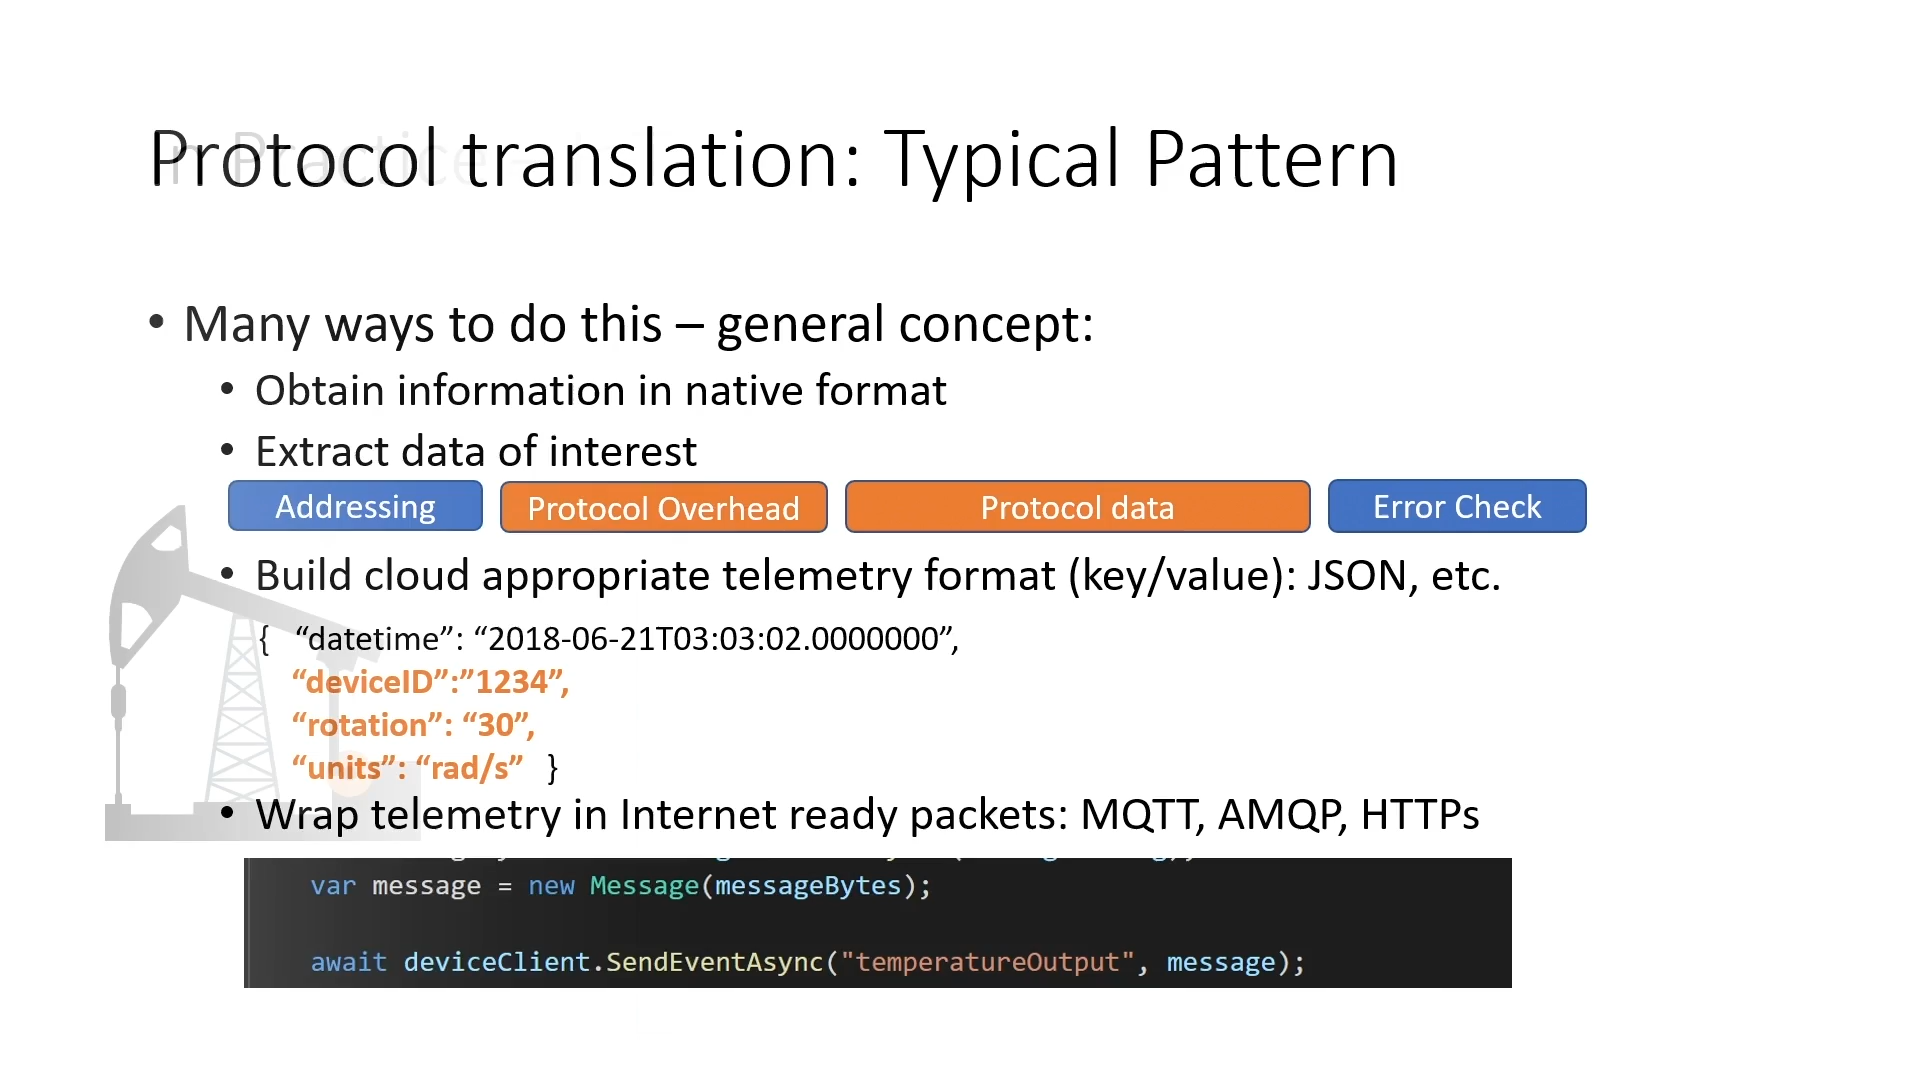 Protocol translation: Typical Pattern
• Many ways to do this – general concept:
• Obtain information in native format
• Extract data of interest
Addressing Protocol Overhead Protocol data Error Check
• Build cloud appropriate telemetry format (key/value): JSON, etc.
{ “datetime”: “2018-06-21T03:03:02.0000000”,
“deviceID”:”1234”,
“rotation”: “30”,
“units”: “rad/s” }
• Wrap telemetry in Internet ready packets: MQTT, AMQP, HTTPs
var message = new Message(messageBytes);
await deviceClient.SendEventAsync("temperatureOutput", message);